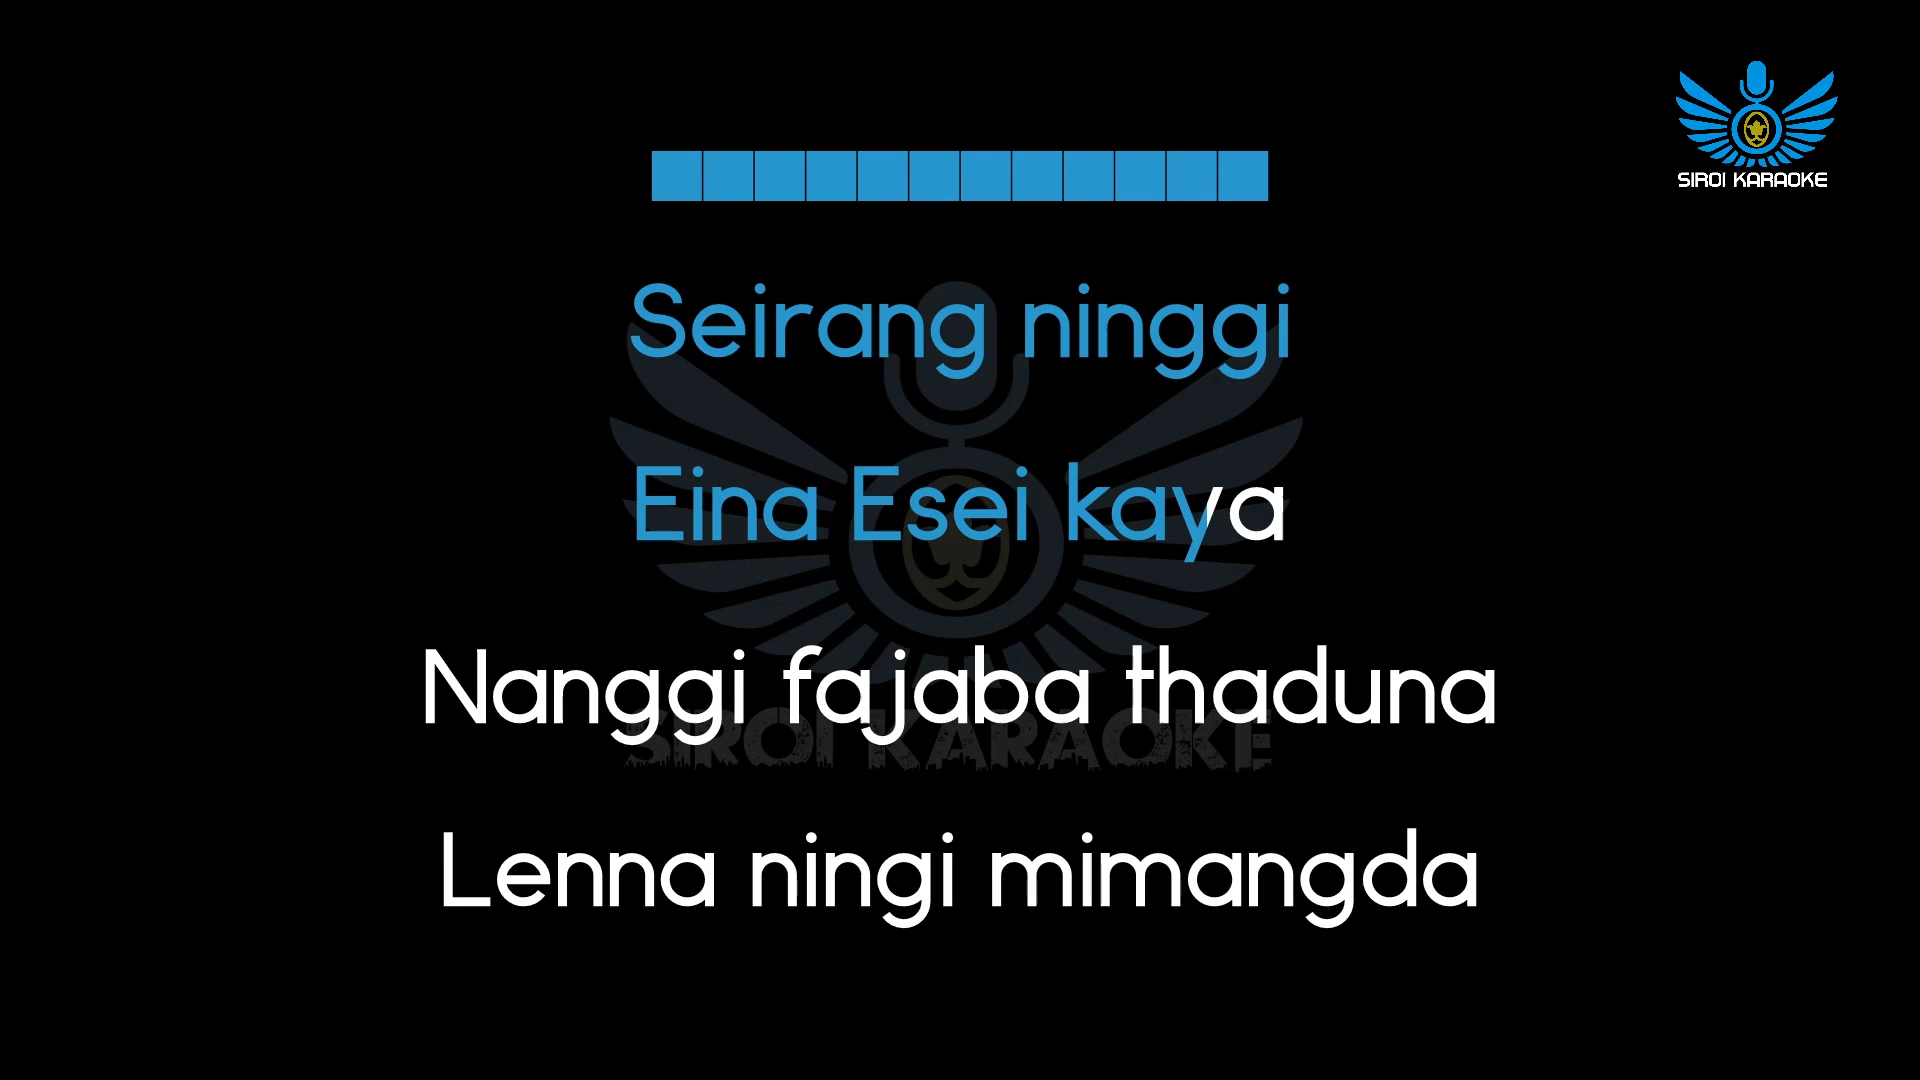 SIROI KARAOKE
Seirang ninggi
Eina Esei kaya
Nanggi fajaba thaduna
SIROI KARAOKE
Lenna ningi mimangda